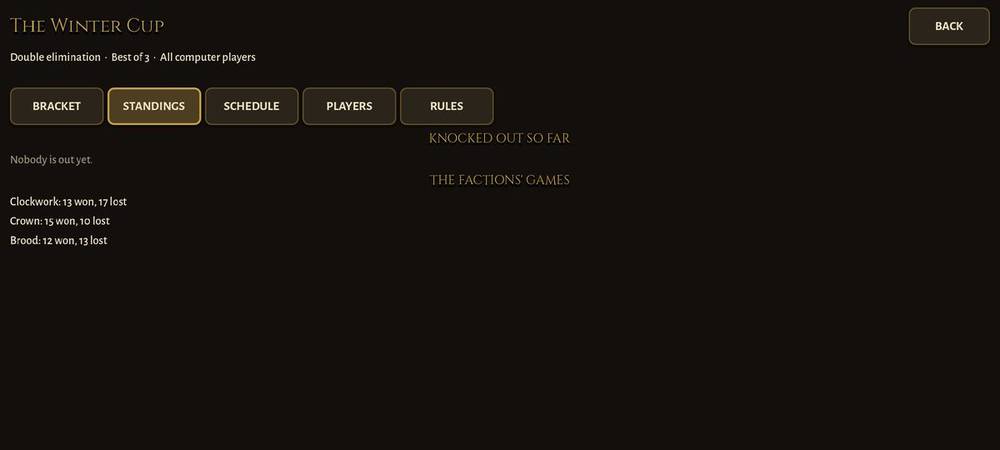 The Winter Cup
BACK
Double elimination · Best of 3 · All computer players
BRACKET STANDINGS SCHEDULE PLAYERS RULES
KNOCKED OUT SO FAR
Nobody is out yet.
THE FACTIONS' GAMES
Clockwork: 13 won, 17 lost
Crown: 15 won, 10 lost
Brood: 12 won, 13 lost